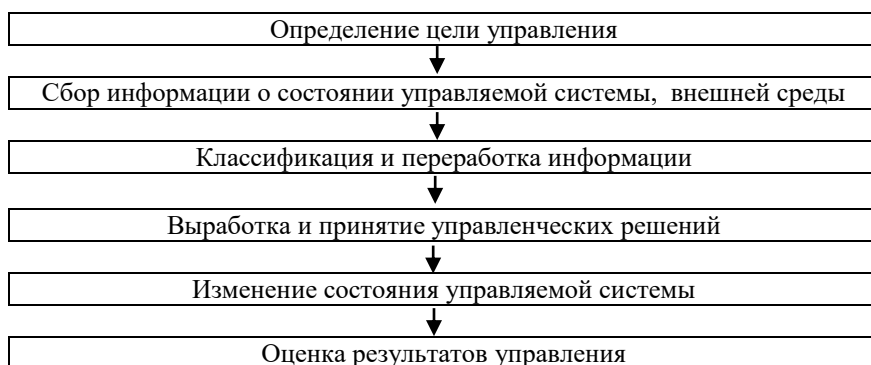 Определение цели управления
Сбор информации о состоянии управляемой системы, внешней среды
Классификация и переработка информации
Выработка и принятие управленческих решений
Изменение состояния управляемой системы
Оценка результатов управления